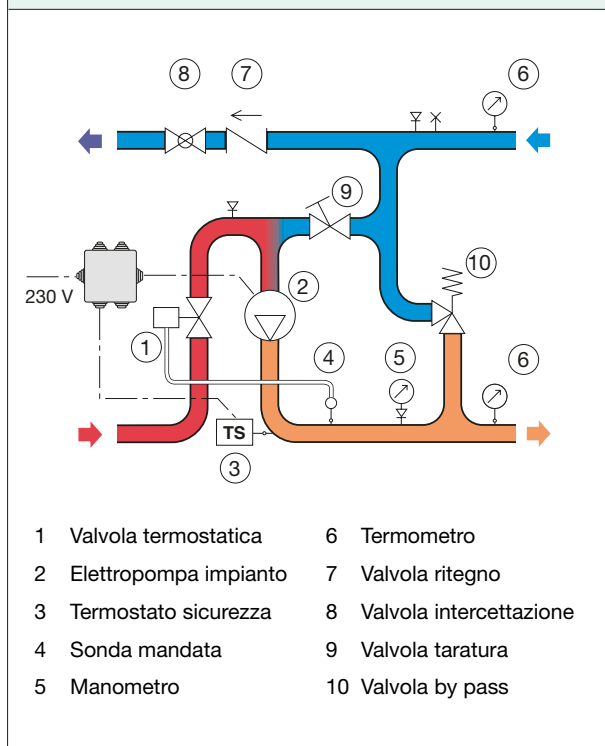 8 7 6
9
10
230 V
2
1
4 5 6
TS
3
1 Valvola termostatica
2 Elettropompa impianto
3 Termostato sicurezza
4 Sonda mandata
5 Manometro
6 Termometro
7 Valvola ritegno
8 Valvola intercettazione
9 Valvola taratura
10 Valvola by pass